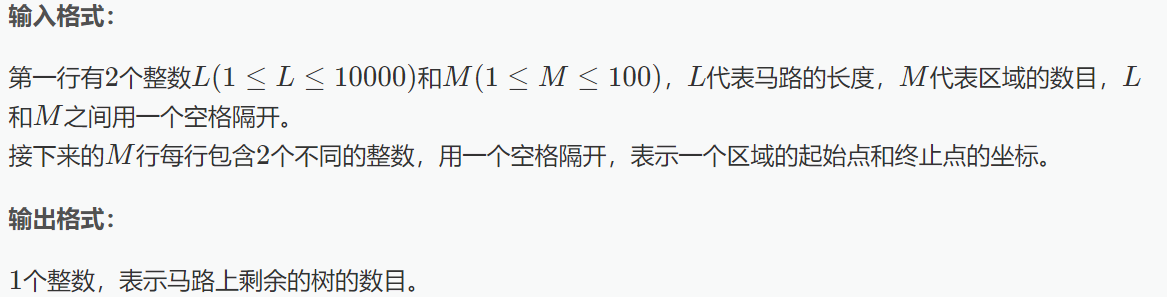 输入格式：
第一行有2个整数L(1 ≤ L ≤ 10000)和M(1 ≤ M ≤ 100)，L代表马路的长度，M代表区域的数目，L
和M之间用一个空格隔开。
接下来的M行每行包含2个不同的整数，用一个空格隔开，表示一个区域的起始点和终止点的坐标。
输出格式：
1个整数，表示马路上剩余的树的数目。